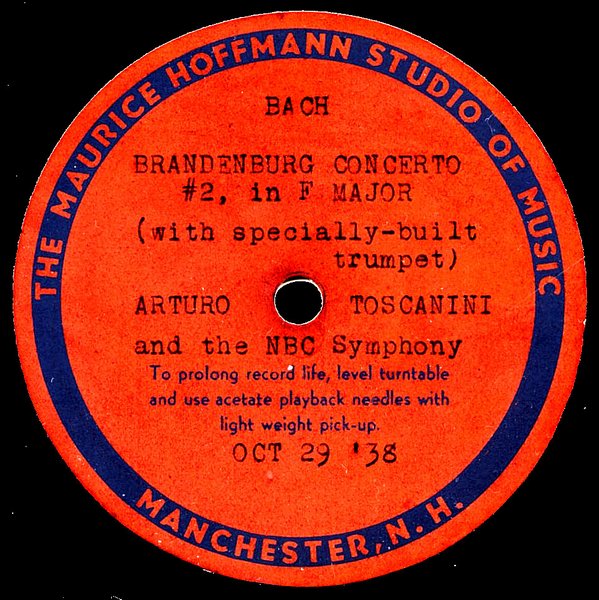 THE MAURICE HOFFMANN STUDIO OF MUSIC
BACH
BRANDENBURG CONCERTO
#2, in F MAJOR
(with specially-built
trumpet)
ARTURO TOSCANINI
and the NBC Symphony
To prolong record life, level turntable
and use acetate playback needles with
light weight pick-up.
OCT 29 '38
MANCHESTER, N. H.